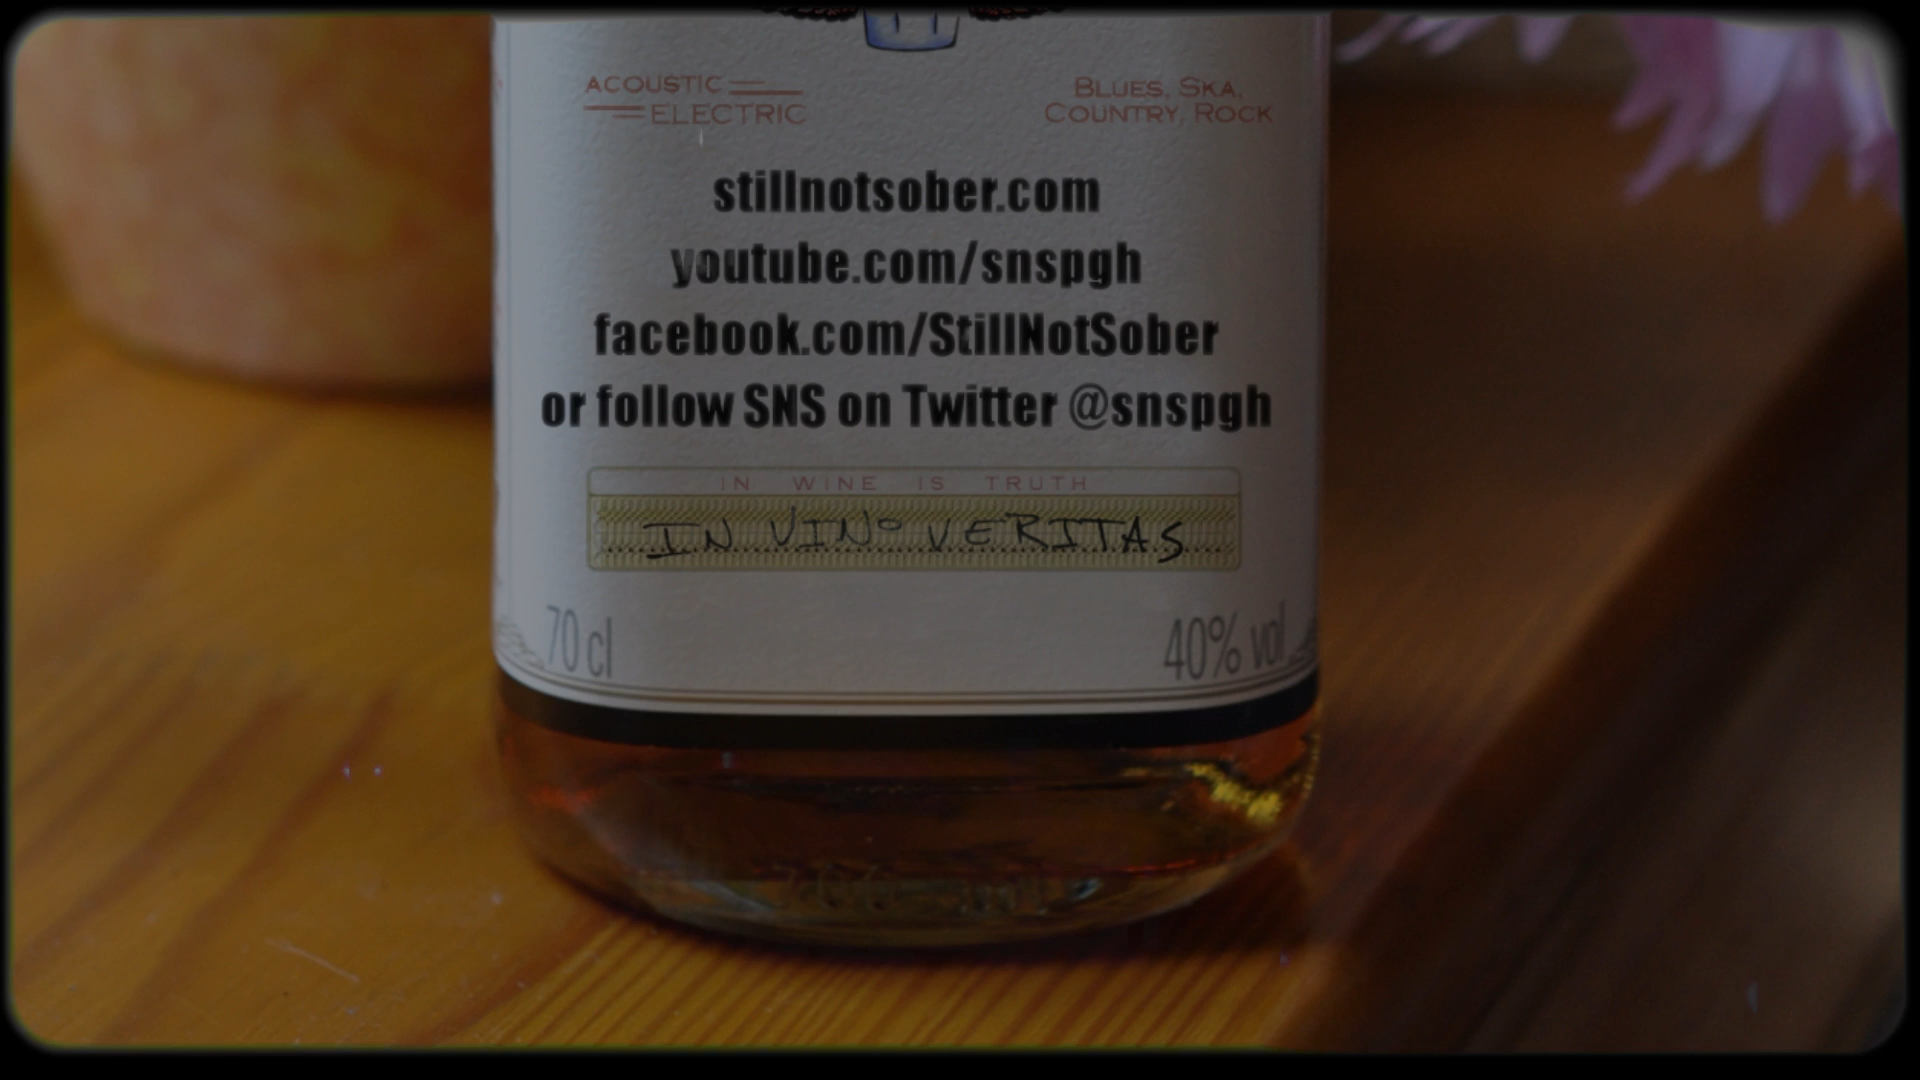 ACOUSTIC
ELECTRIC
BLUES, SKA,
COUNTRY, ROCK
stillnotsober.com
youtube.com/snspgh
facebook.com/StillNotSober
or follow SNS on Twitter @snspgh
IN WINE IS TRUTH
IN VINO VERITAS
70 cl
40% vol